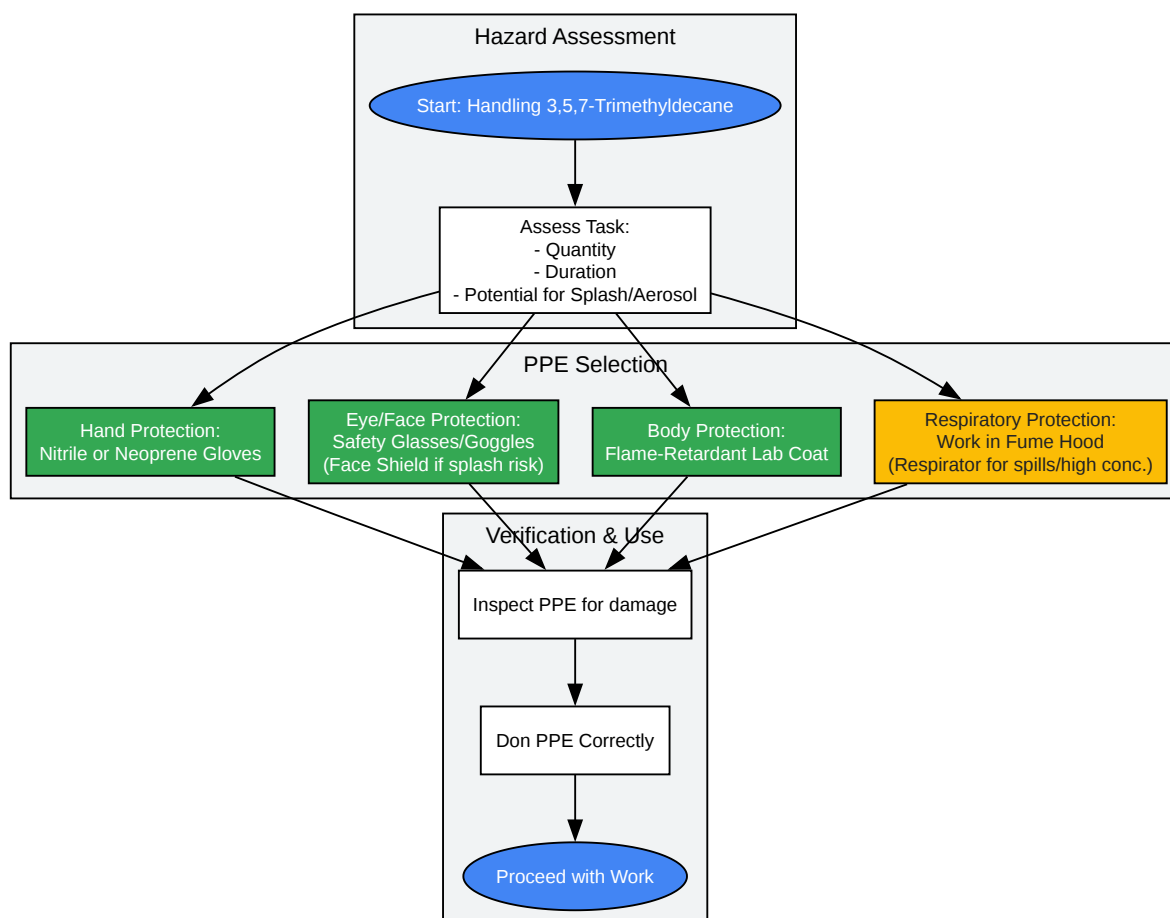 Hazard Assessment
Start: Handling 3,5,7-Trimethyldecane
Assess Task:
- Quantity
- Duration
- Potential for Splash/Aerosol
PPE Selection
Hand Protection:
Nitrile or Neoprene Gloves
Eye/Face Protection:
Safety Glasses/Goggles
(Face Shield if splash risk)
Body Protection:
Flame-Retardant Lab Coat
Respiratory Protection:
Work in Fume Hood
(Respirator for spills/high conc.)
Verification & Use
Inspect PPE for damage
Don PPE Correctly
Proceed with Work